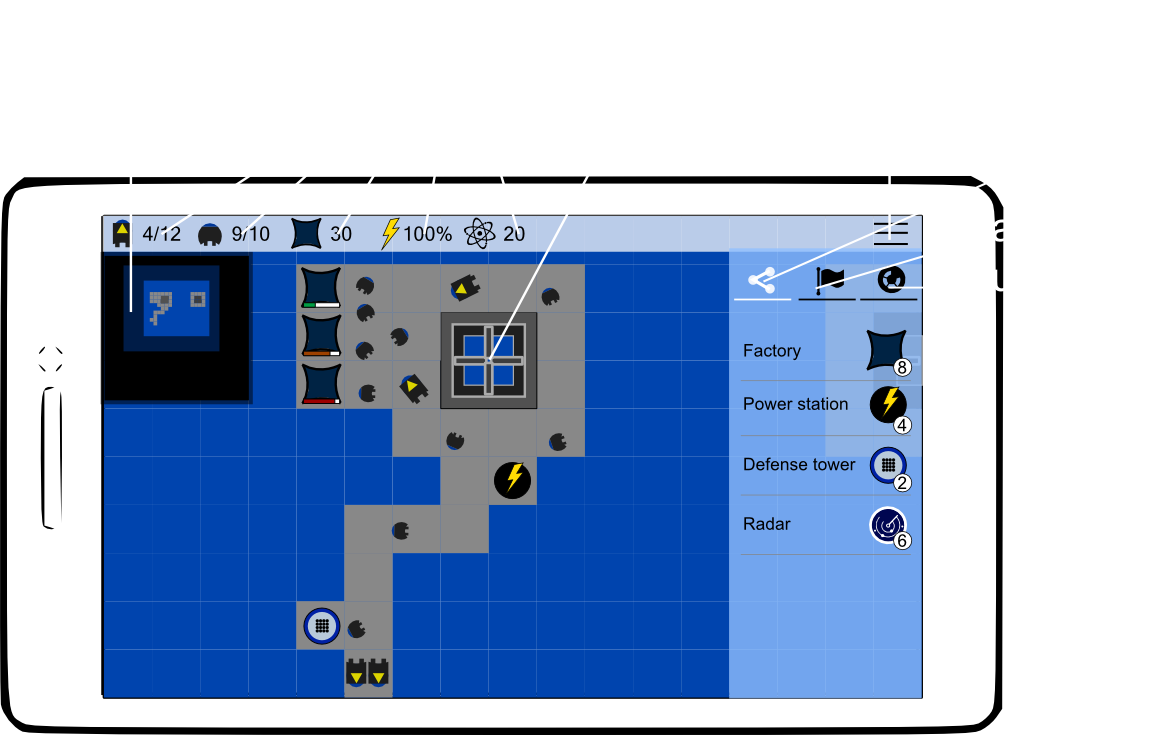 4/12 9/10 30 100% 20
Factory
8
Power station
4
Defense tower
2
Radar
6